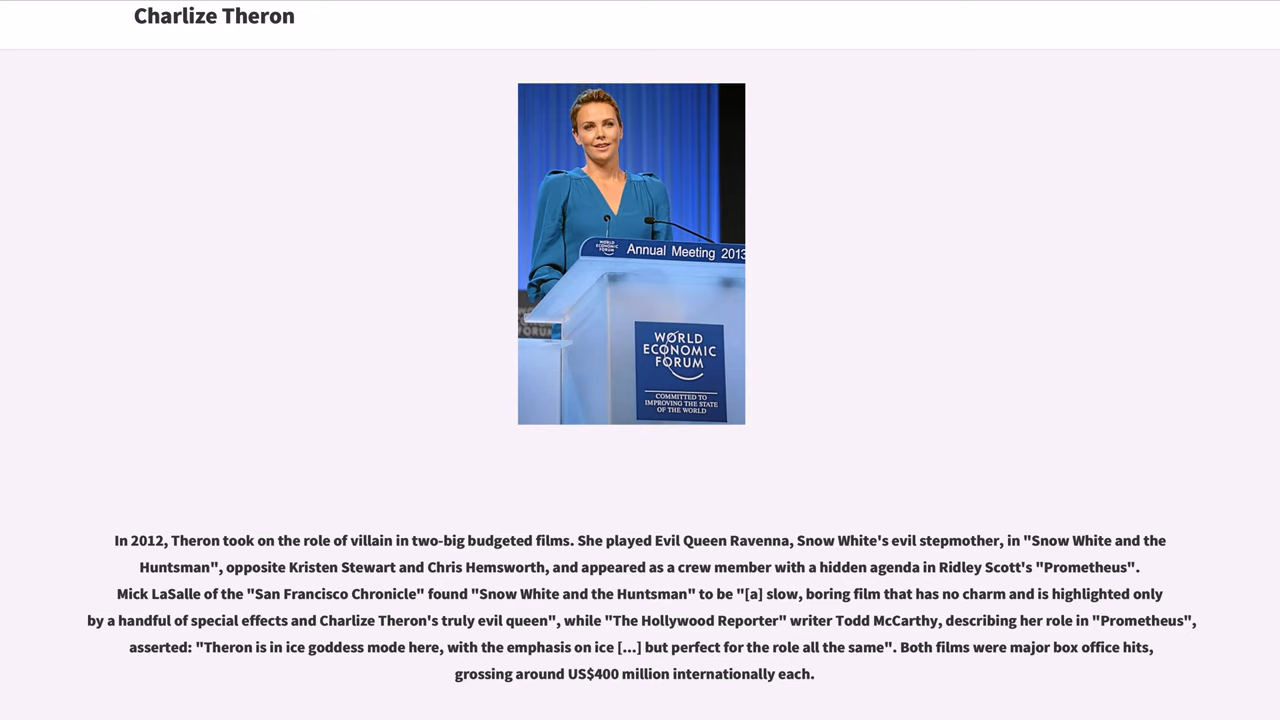 Charlize Theron
WORLD
ECONOMIC
FORUM
Annual Meeting 2013
WORLD
ECONOMIC
FORUM
COMMITTED TO
IMPROVING THE STATE
OF THE WORLD
In 2012, Theron took on the role of villain in two-big budgeted films. She played Evil Queen Ravenna, Snow White's evil stepmother, in "Snow White and the
Huntsman", opposite Kristen Stewart and Chris Hemsworth, and appeared as a crew member with a hidden agenda in Ridley Scott's "Prometheus".
Mick LaSalle of the "San Francisco Chronicle" found "Snow White and the Huntsman" to be "[a] slow, boring film that has no charm and is highlighted only
by a handful of special effects and Charlize Theron's truly evil queen", while "The Hollywood Reporter" writer Todd McCarthy, describing her role in "Prometheus",
asserted: "Theron is in ice goddess mode here, with the emphasis on ice [...] but perfect for the role all the same". Both films were major box office hits,
grossing around US$400 million internationally each.